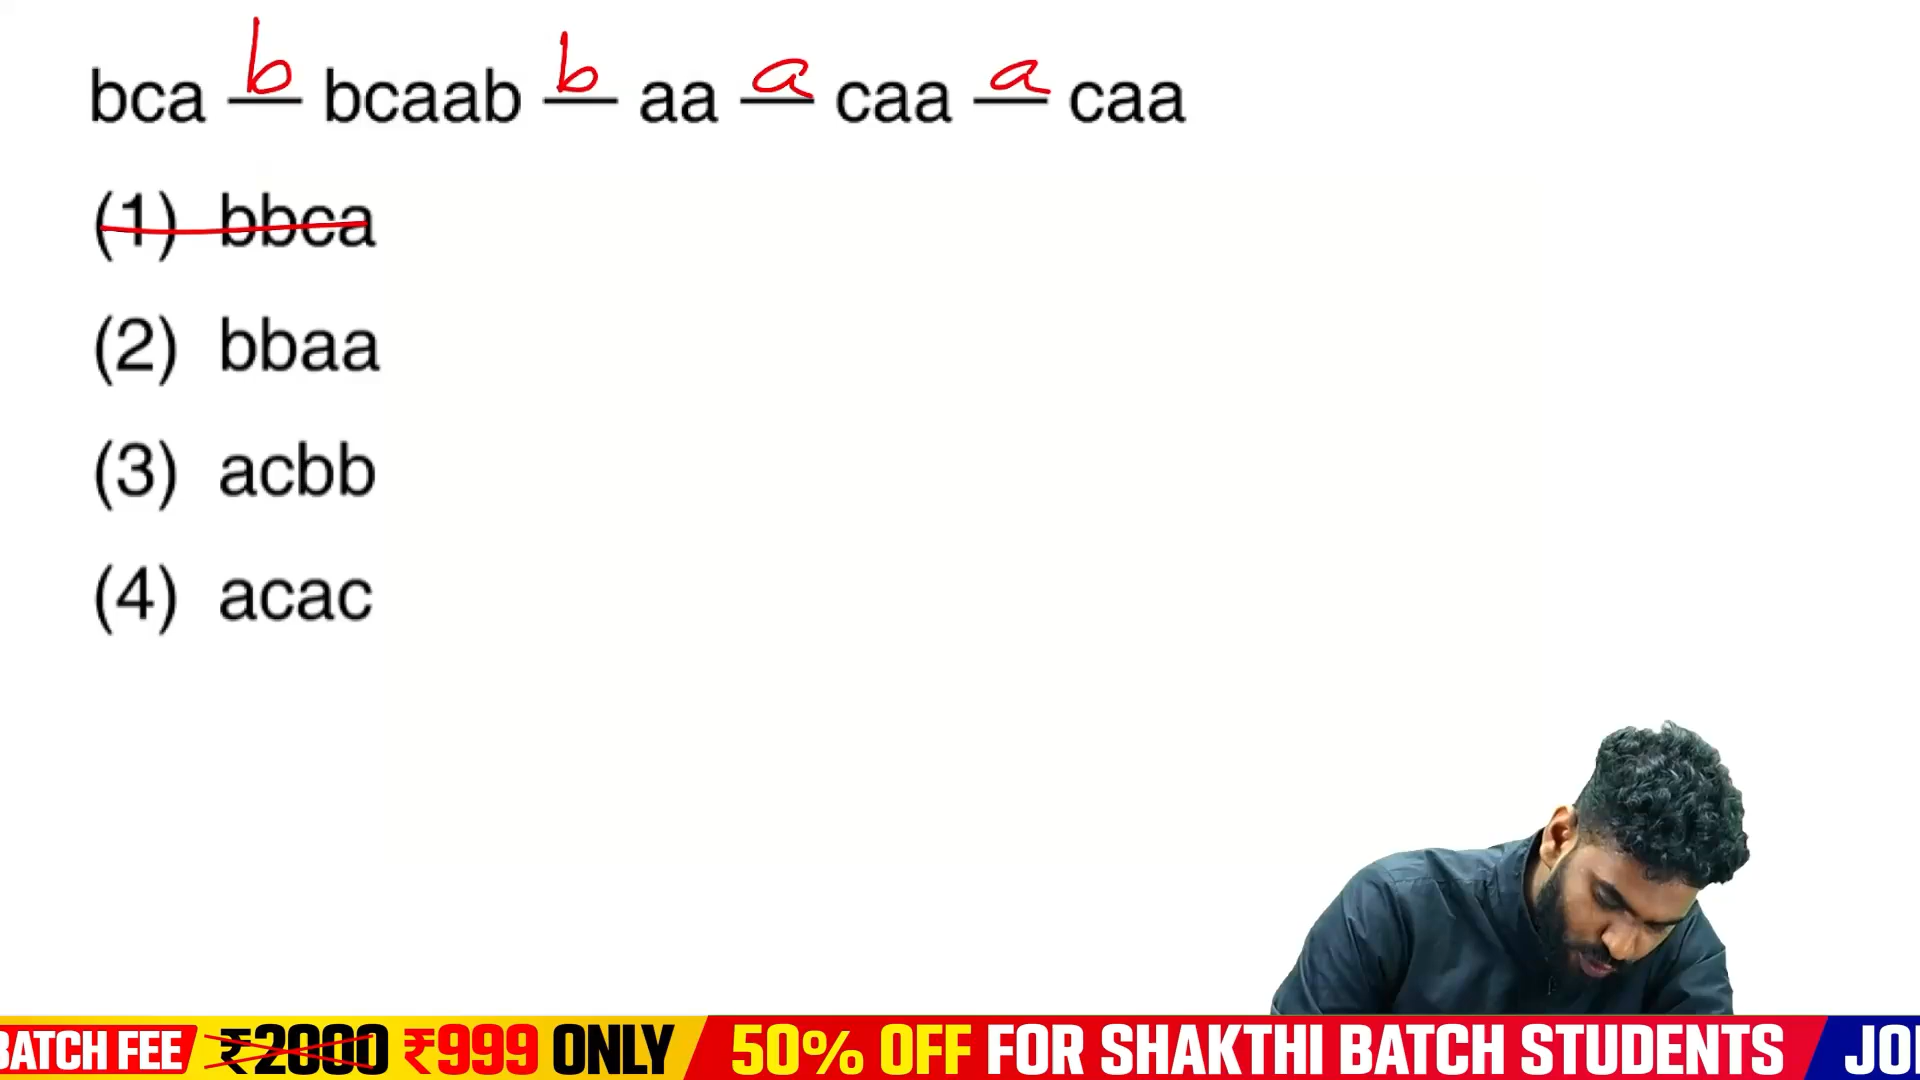 bca b bcaab b aa a caa a caa
(1) bbca
(2) bbaa
(3) acbb
(4) acac
BATCH FEE ₹2000 ₹999 ONLY 50% OFF FOR SHAKTHI BATCH STUDENTS